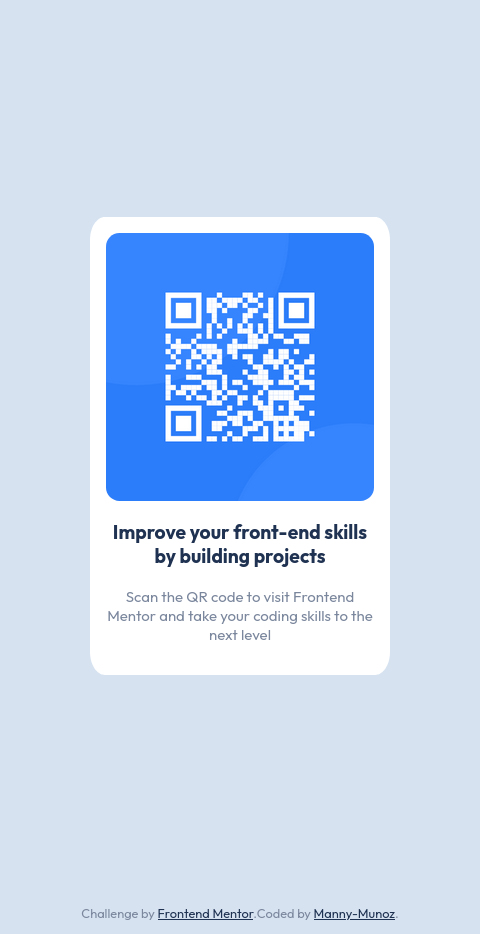 Improve your front-end skills
by building projects
Scan the QR code to visit Frontend
Mentor and take your coding skills to the
next level
Challenge by Frontend Mentor.Coded by Manny-Munoz.